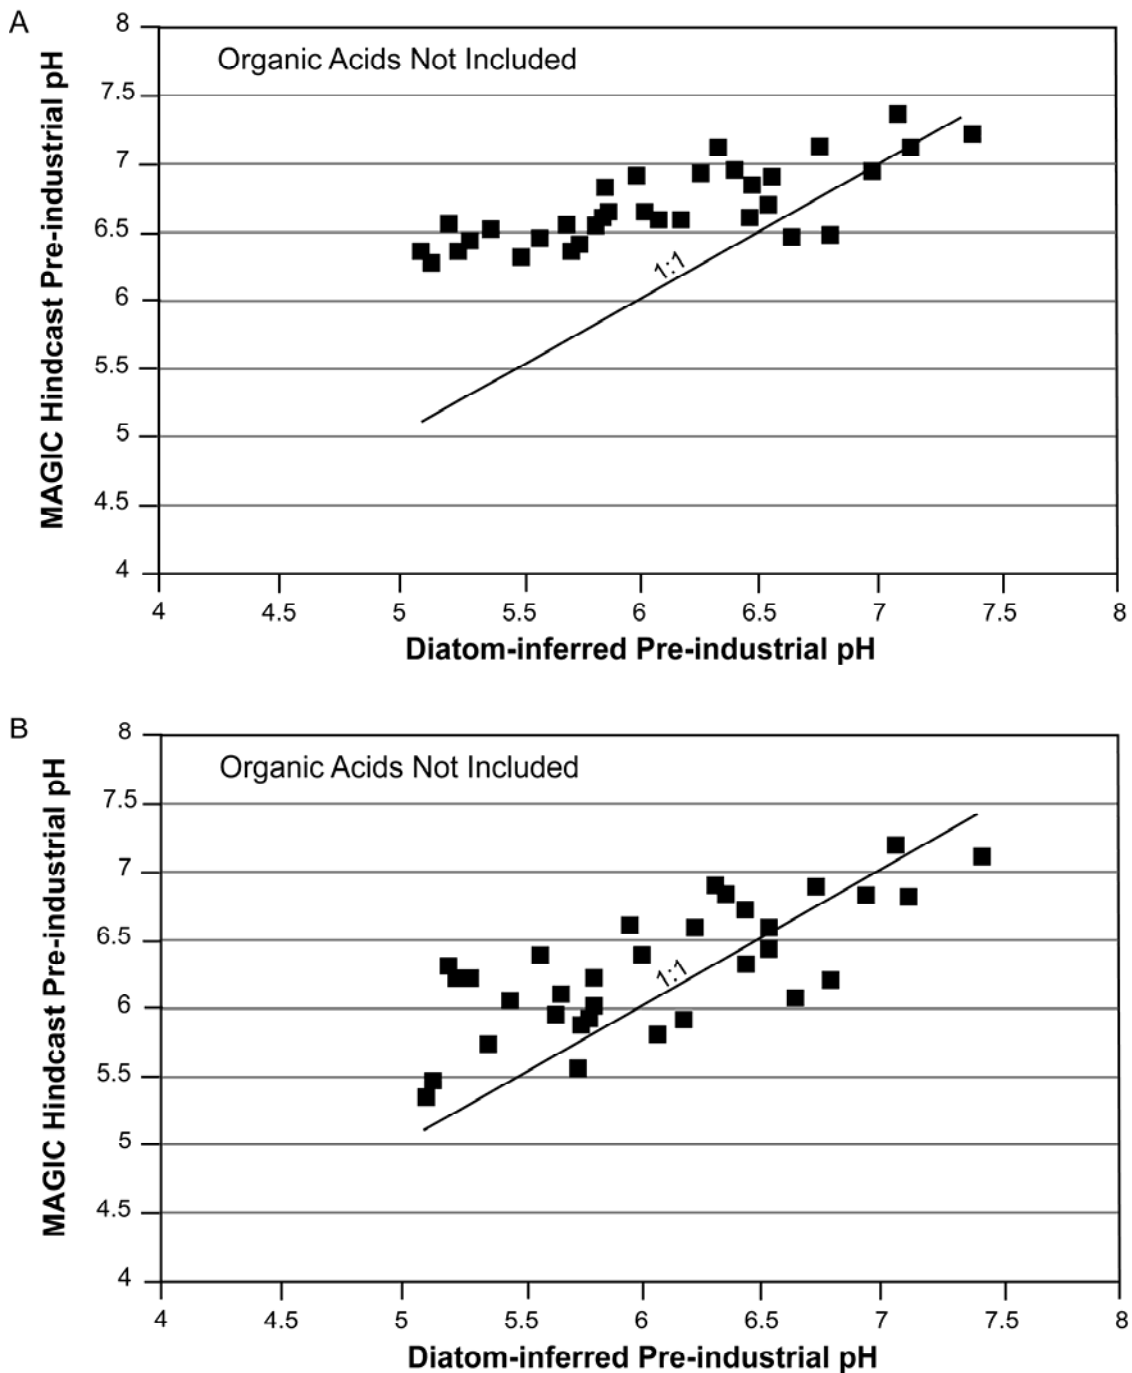 A
Organic Acids Not Included
MAGIC Hindcast Pre-industrial pH
8
7.5
7
6.5
6
5.5
5
4.5
4
1:1
4 4.5 5 5.5 6 6.5 7 7.5 8
Diatom-inferred Pre-industrial pH
B
Organic Acids Not Included
MAGIC Hindcast Pre-industrial pH
8
7.5
7
6.5
6
5.5
5
4.5
4
1:1
4 4.5 5 5.5 6 6.5 7 7.5 8
Diatom-inferred Pre-industrial pH